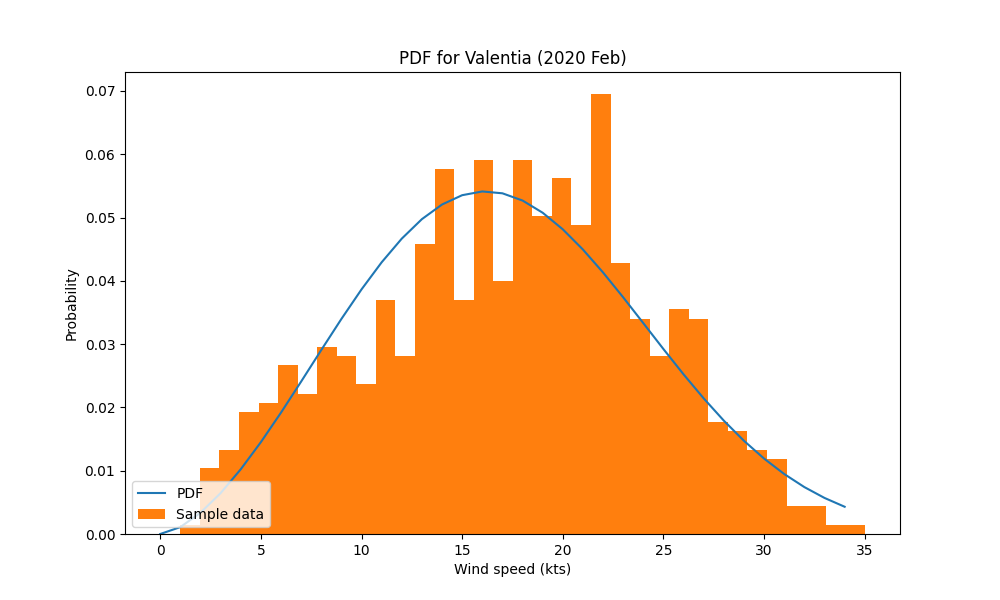 PDF for Valentia (2020 Feb)
Probability
0.07
0.06
0.05
0.04
0.03
0.02
0.01
0.00
PDF
Sample data
0 5 10 15 20 25 30 35
Wind speed (kts)